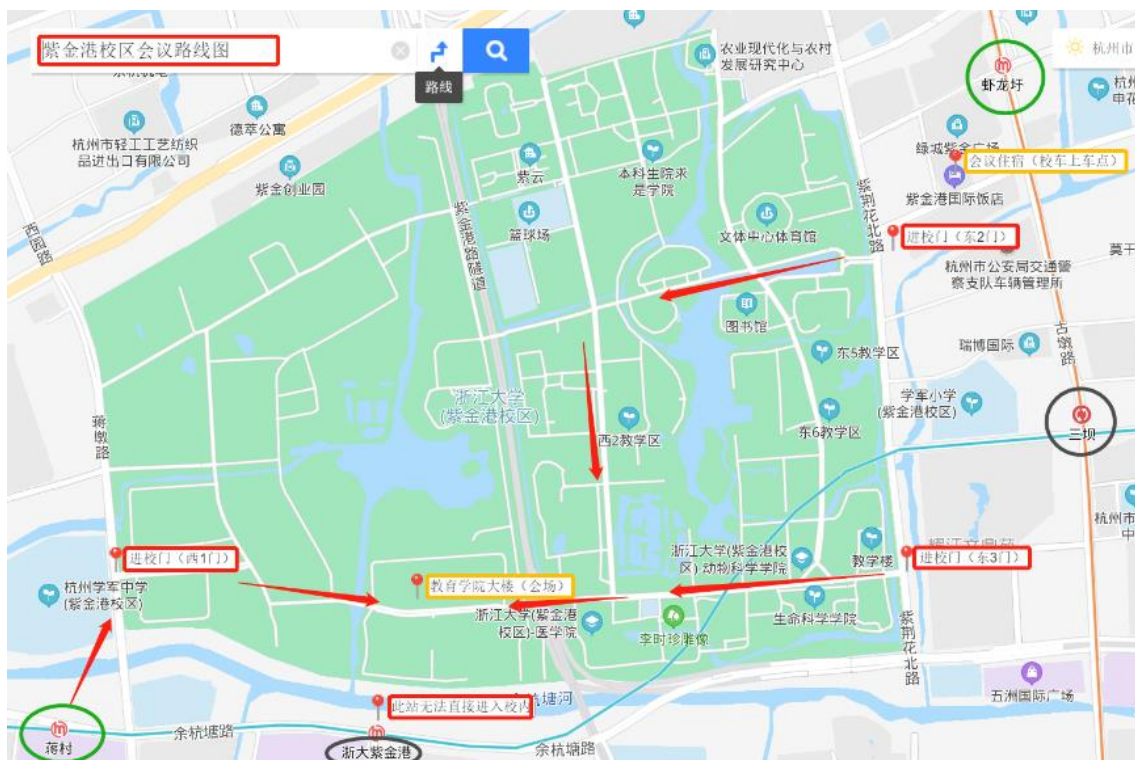 紫金港校区会议路线图
路线
杭州市
农业现代化与农村
发展研究中心
虾龙圩
杭州
申花
德萃公寓
杭州市轻工工艺纺织
品进出口有限公司
紫金创业园
紫云
本科生院求
是学院
绿城紫金广场
会议住宿（校车上车点）
紫金港国际饭店
紫荆花北路
西园路
紫金港路隧道
篮球场
文体中心体育馆
进校门（东2门）
莫干
杭州市公安局交通警
察支队车辆管理所
图书馆
古墩路
瑞博国际
东5教学区
浙江大学
(紫金港校区)
学军小学
(紫金港校区)
蒋墩路
西2教学区
东6教学区
三坝
杭州市
中
浙江大学(紫金港校
区) 动物科学学院
教学楼
进校门（东3门）
进校门（西1门）
杭州学军中学
(紫金港校区)
教育学院大楼（会场）
浙江大学(紫金港
校区)-医学院
李时珍雕像
生命科学学院
紫荆花北路
五洲国际广场
此站无法直接进入校内
塘河
蒋村
余杭塘路
浙大紫金港
余杭塘路